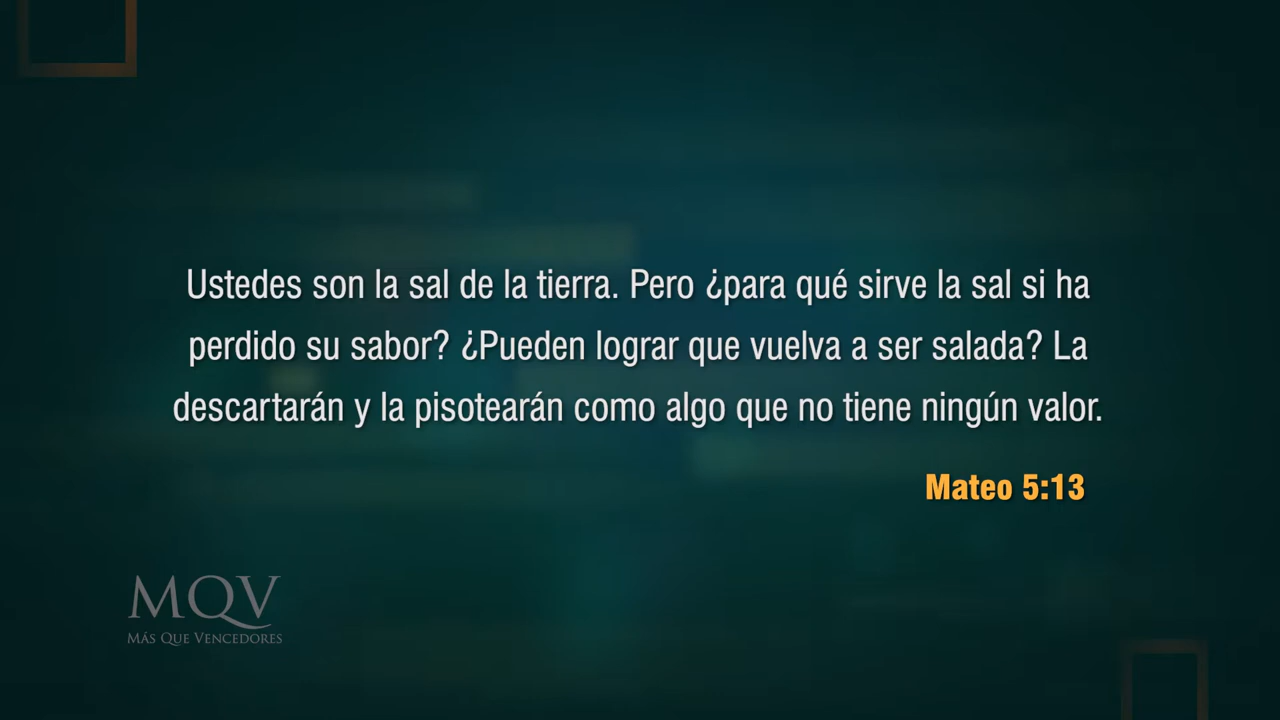 Ustedes son la sal de la tierra. Pero ¿para qué sirve la sal si ha
perdido su sabor? ¿Pueden lograr que vuelva a ser salada? La
descartarán y la pisotearán como algo que no tiene ningún valor.
Mateo 5:13
MQV
MÁS QUE VENCEDORES